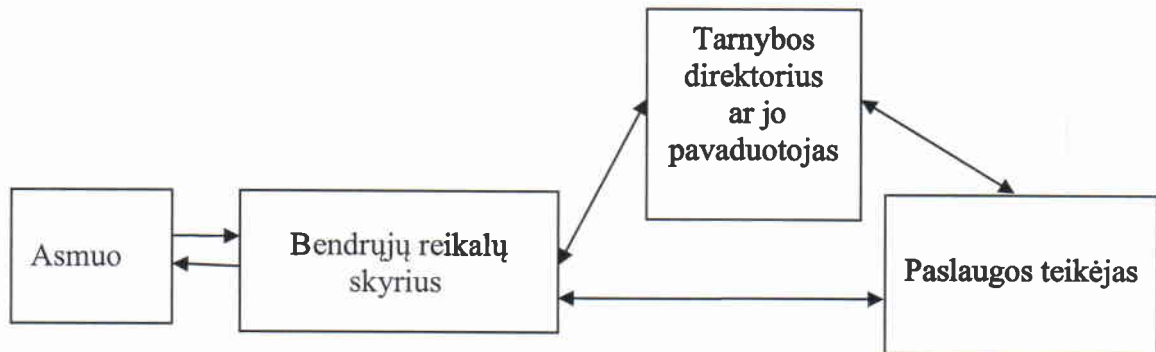 Tarnybos
direktorius
ar jo
pavaduotojas
Asmuo
Bendrųjų reikalų
skyrius
Paslaugos teikėjas